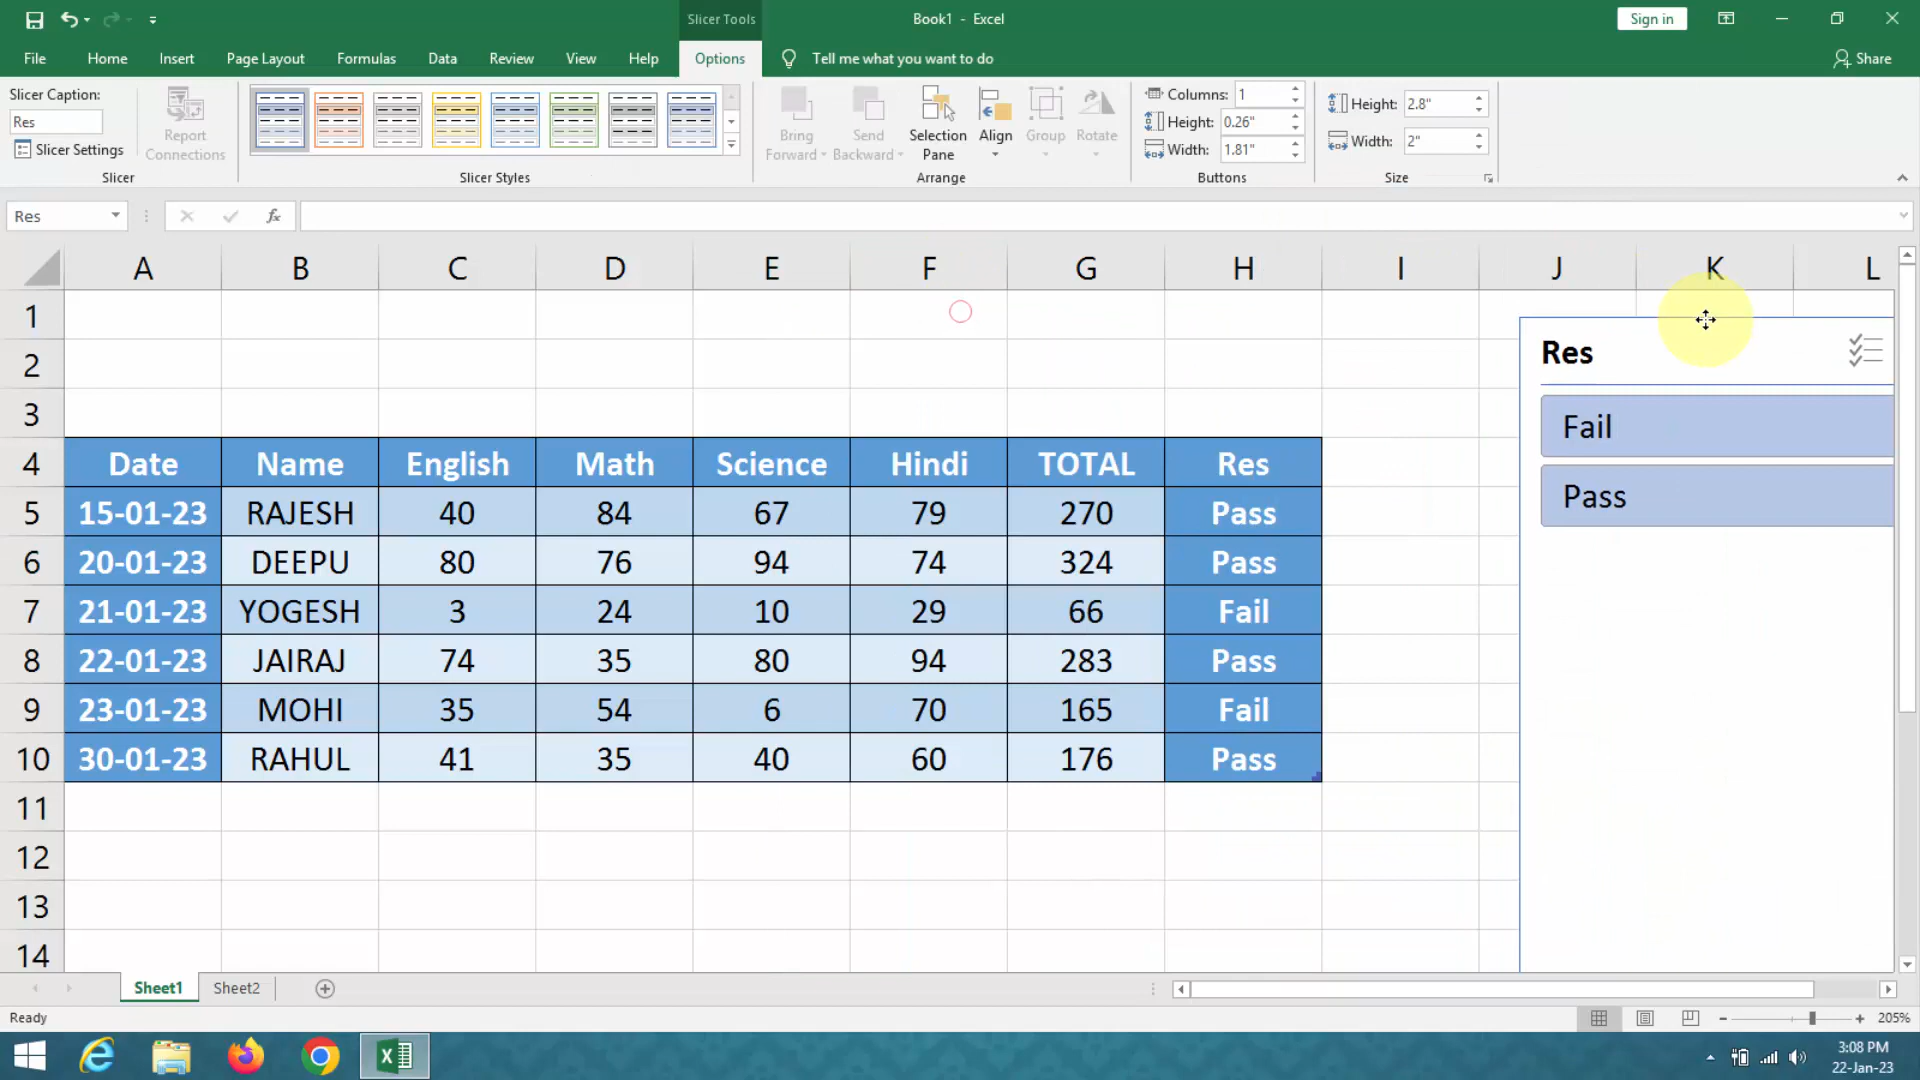 Slicer Tools
Book1 - Excel
Sign in
File Home Insert Page Layout Formulas Data Review View Help Options Tell me what you want to do Share
Slicer Caption:
Res
Slicer Settings
Report Connections
Slicer
Slicer Styles
Bring Forward
Send Backward
Selection Pane
Align
Group
Rotate
Arrange
Columns: 1
Height: 0.26"
Width: 1.81"
Buttons
Height: 2.8"
Width: 2"
Size
Res fx
A B C D E F G H I J K L
1
2
3
4 Date Name English Math Science Hindi TOTAL Res
5 15-01-23 RAJESH 40 84 67 79 270 Pass
6 20-01-23 DEEPU 80 76 94 74 324 Pass
7 21-01-23 YOGESH 3 24 10 29 66 Fail
8 22-01-23 JAIRAJ 74 35 80 94 283 Pass
9 23-01-23 MOHI 35 54 6 70 165 Fail
10 30-01-23 RAHUL 41 35 40 60 176 Pass
11
12
13
14
Res
Fail
Pass
Sheet1 Sheet2
Ready
205%
3:08 PM
22-Jan-23